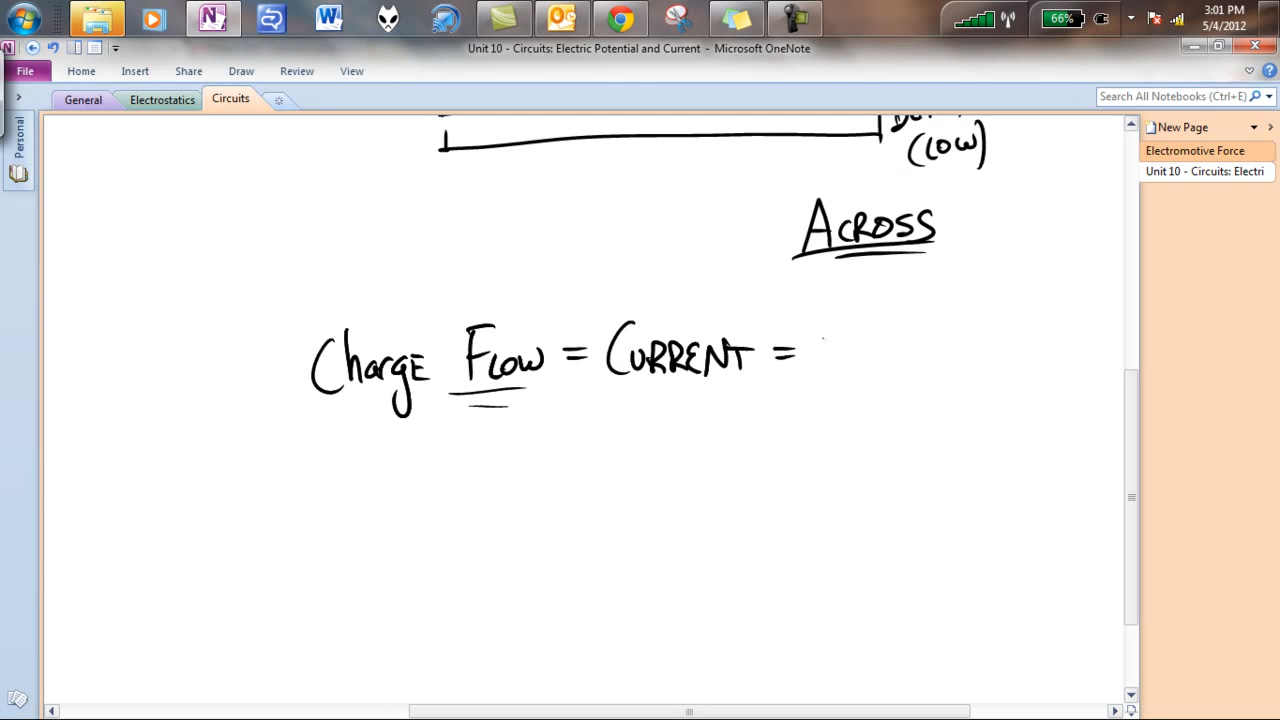 3:01 PM
66%
5/4/2012
Unit 10 - Circuits: Electric Potential and Current - Microsoft OneNote
File Home Insert Share Draw Review View
General Electrostatics Circuits
Search All Notebooks (Ctrl+E)
Personal
New Page
Electromotive Force
Unit 10 - Circuits: Electri
(LOW)
ACROSS
Charge FLOW = CURRENT =